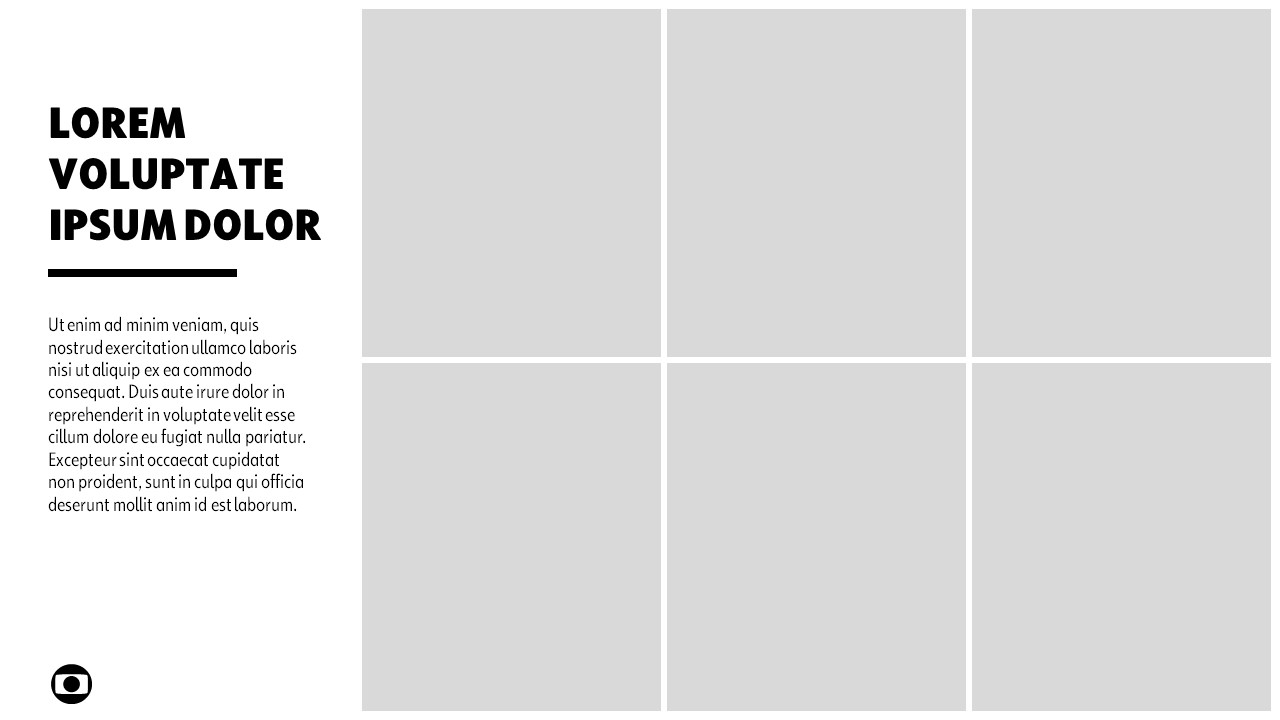 LOREM
VOLUPTATE
IPSUM DOLOR
Ut enim ad minim veniam, quis
nostrud exercitation ullamco laboris
nisi ut aliquip ex ea commodo
consequat. Duis aute irure dolor in
reprehenderit in voluptate velit esse
cillum dolore eu fugiat nulla pariatur.
Excepteur sint occaecat cupidatat
non proident, sunt in culpa qui officia
deserunt mollit anim id est laborum.